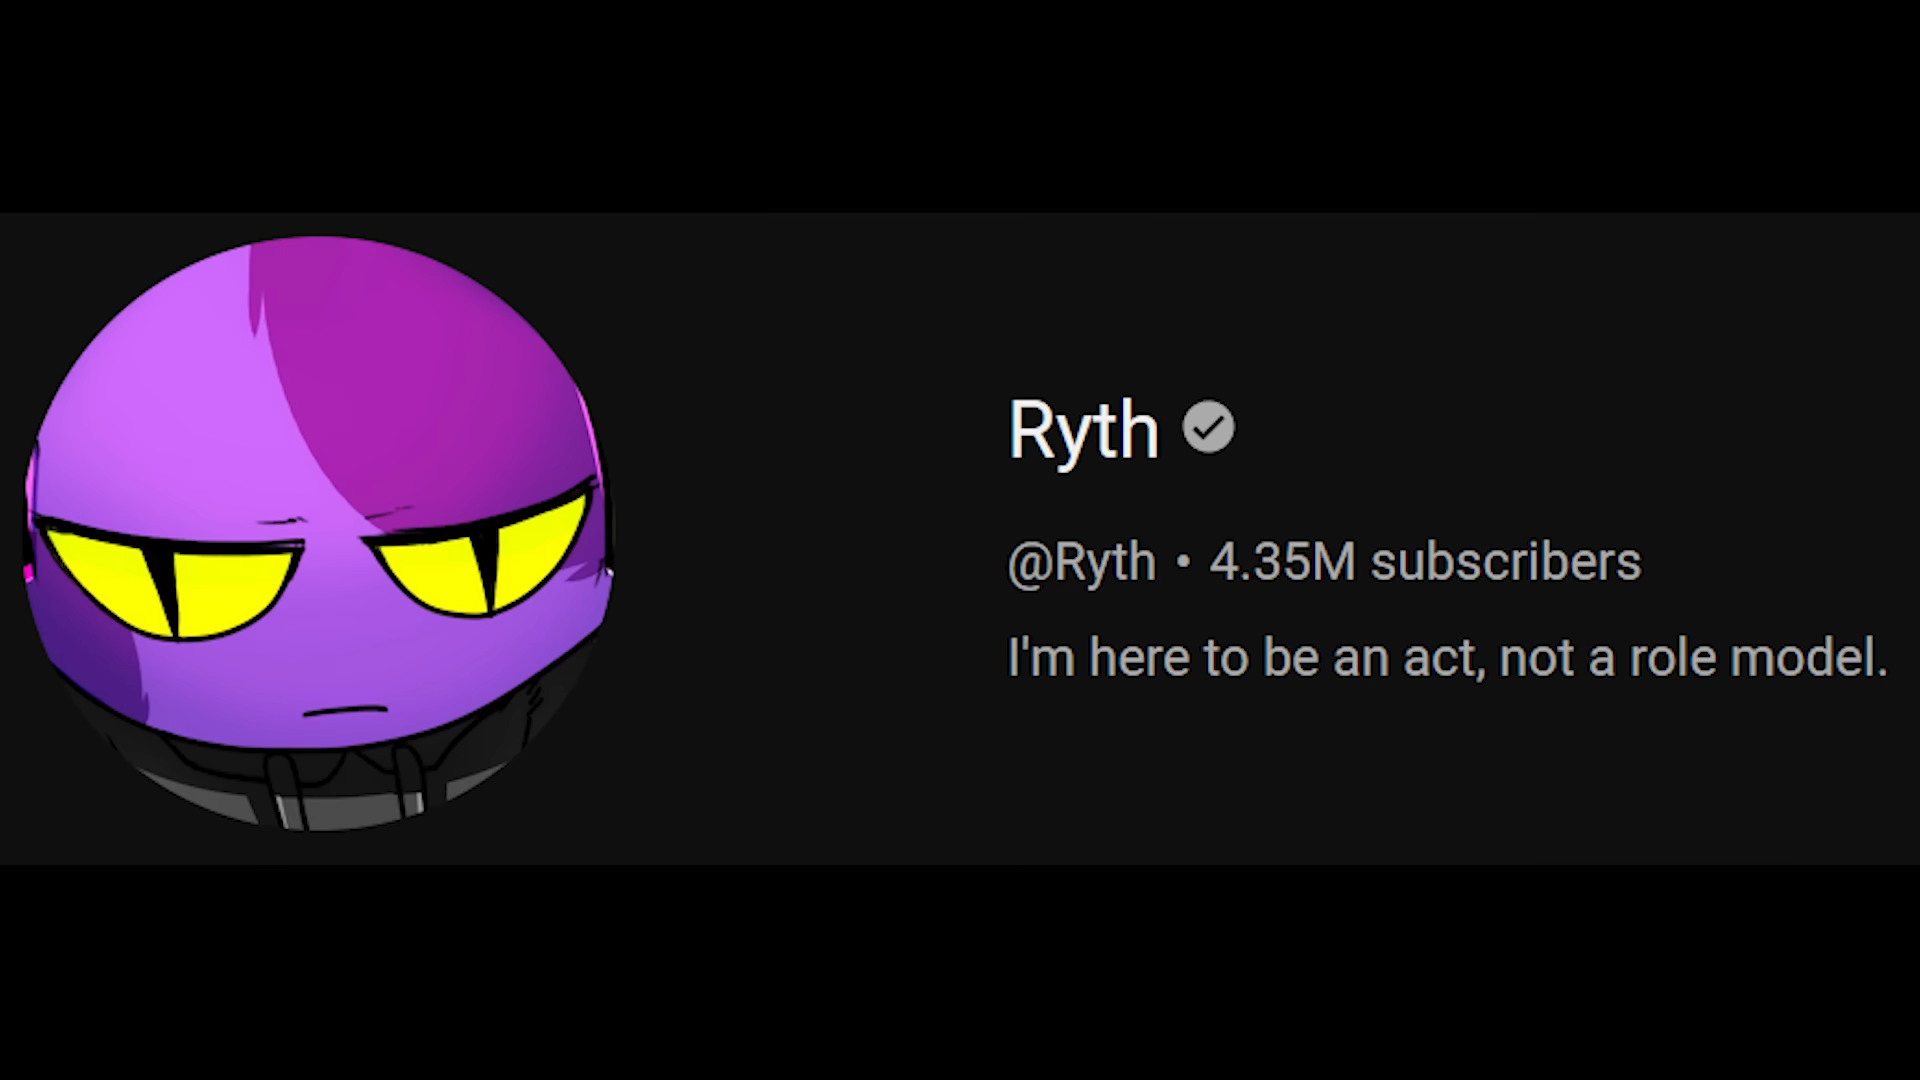 Ryth
@Ryth • 4.35M subscribers
I'm here to be an act, not a role model.